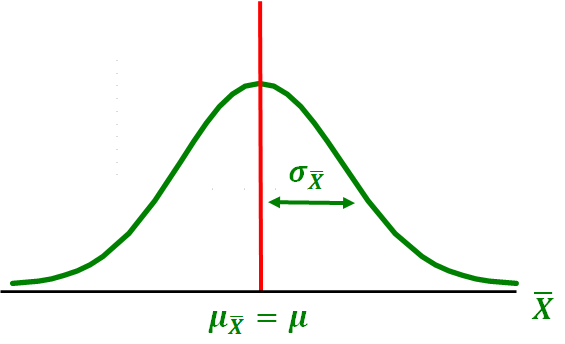 σ_X̅
X̅
μ_X̅ = μ